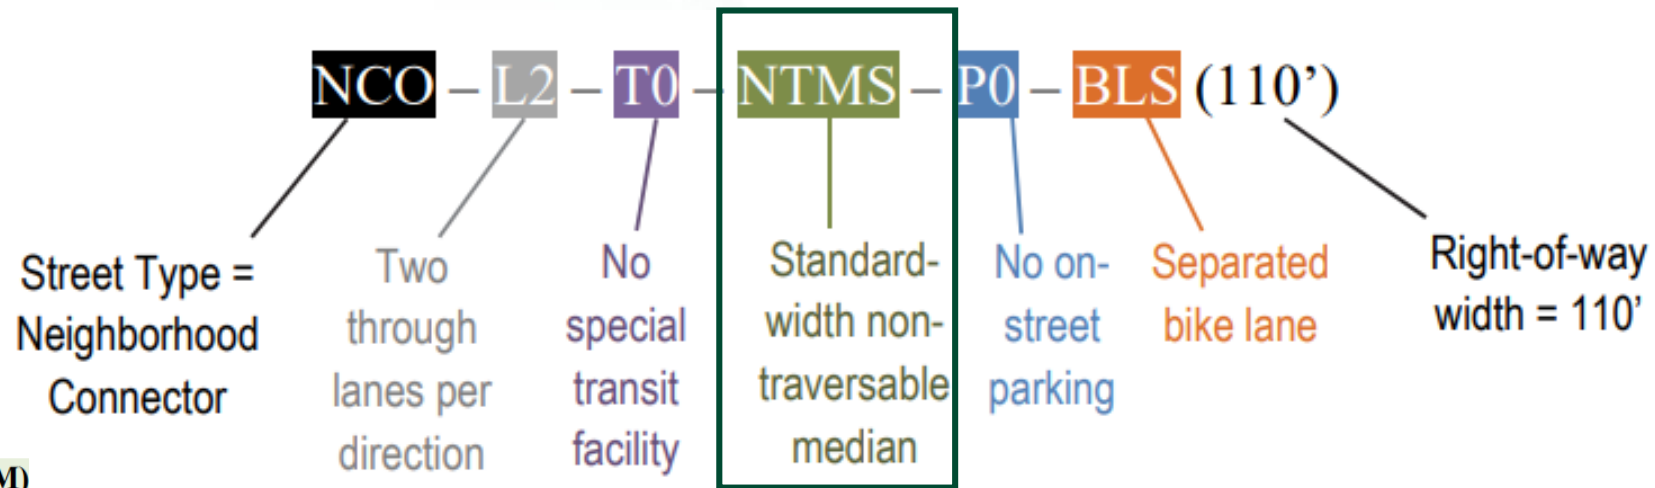 NCO – L2 – T0 – NTMS – P0 – BLS (110’)
Street Type =
Neighborhood
Connector
Two
through
lanes per
direction
No
special
transit
facility
Standard-
width non-
traversable
median
No on-
street
parking
Separated
bike lane
Right-of-way
width = 110’
M)